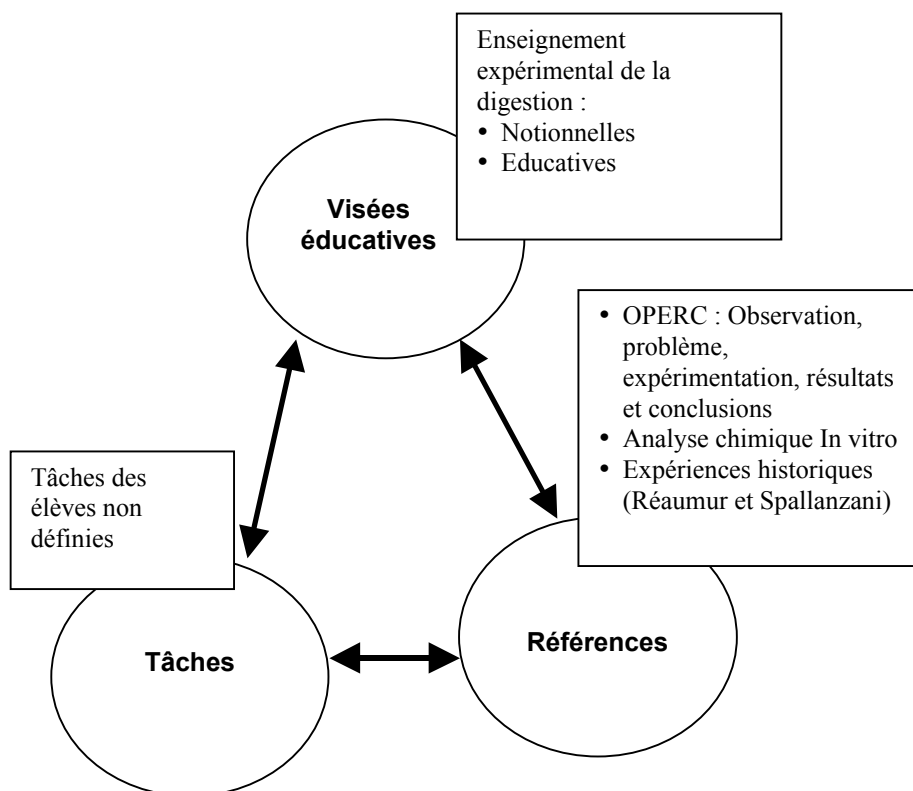 Enseignement
expérimental de la
digestion :
• Notionnelles
• Educatives
Visées
éducatives
• OPERC : Observation,
problème,
expérimentation, résultats
et conclusions
• Analyse chimique In vitro
• Expériences historiques
(Réaumur et Spallanzani)
Tâches des
élèves non
définies
Tâches
Références